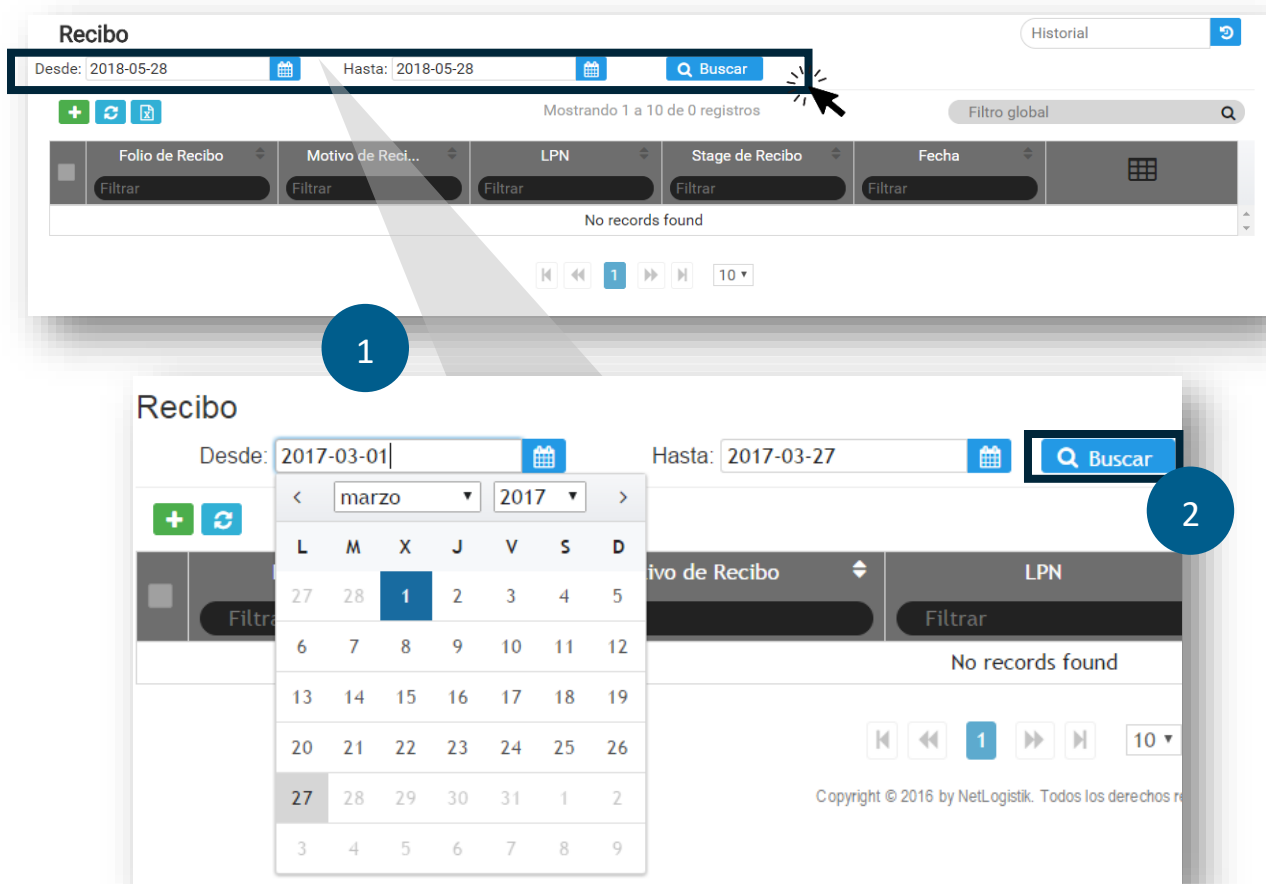 Recibo
Historial
Desde: 2018-05-28 Hasta: 2018-05-28 Buscar
Mostrando 1 a 10 de 0 registros Filtro global
Folio de Recibo Motivo de Reci... LPN Stage de Recibo Fecha
Filtrar Filtrar Filtrar Filtrar Filtrar
No records found
1 10
1
Recibo
Desde: 2017-03-01 Hasta: 2017-03-27 Buscar
2
marzo 2017
L M X J V S D
ivo de Recibo LPN
27 28 1 2 3 4 5
Filtra Filtrar
6 7 8 9 10 11 12
No records found
13 14 15 16 17 18 19
20 21 22 23 24 25 26
1 10
27 28 29 30 31 1 2
Copyright © 2016 by NetLogistik. Todos los derechos re
3 4 5 6 7 8 9